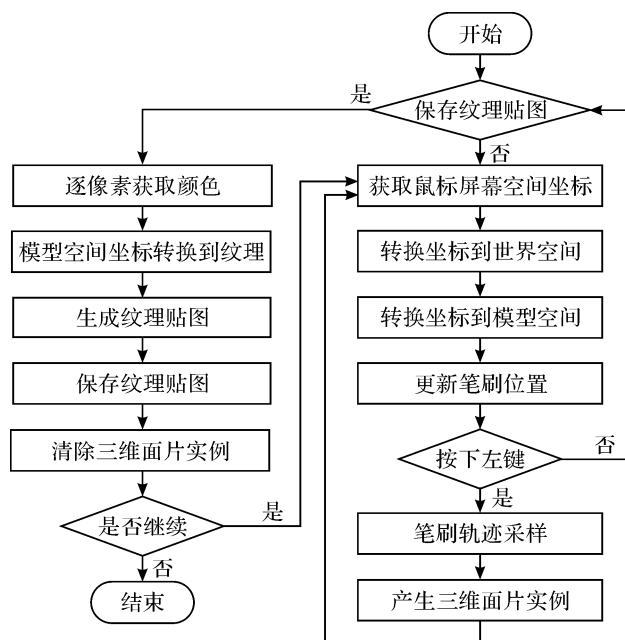 开始
保存纹理贴图
是
否
逐像素获取颜色
模型空间坐标转换到纹理
生成纹理贴图
保存纹理贴图
清除三维面片实例
是否继续
是
否
结束
获取鼠标屏幕空间坐标
转换坐标到世界空间
转换坐标到模型空间
更新笔刷位置
按下左键
否
是
笔刷轨迹采样
产生三维面片实例